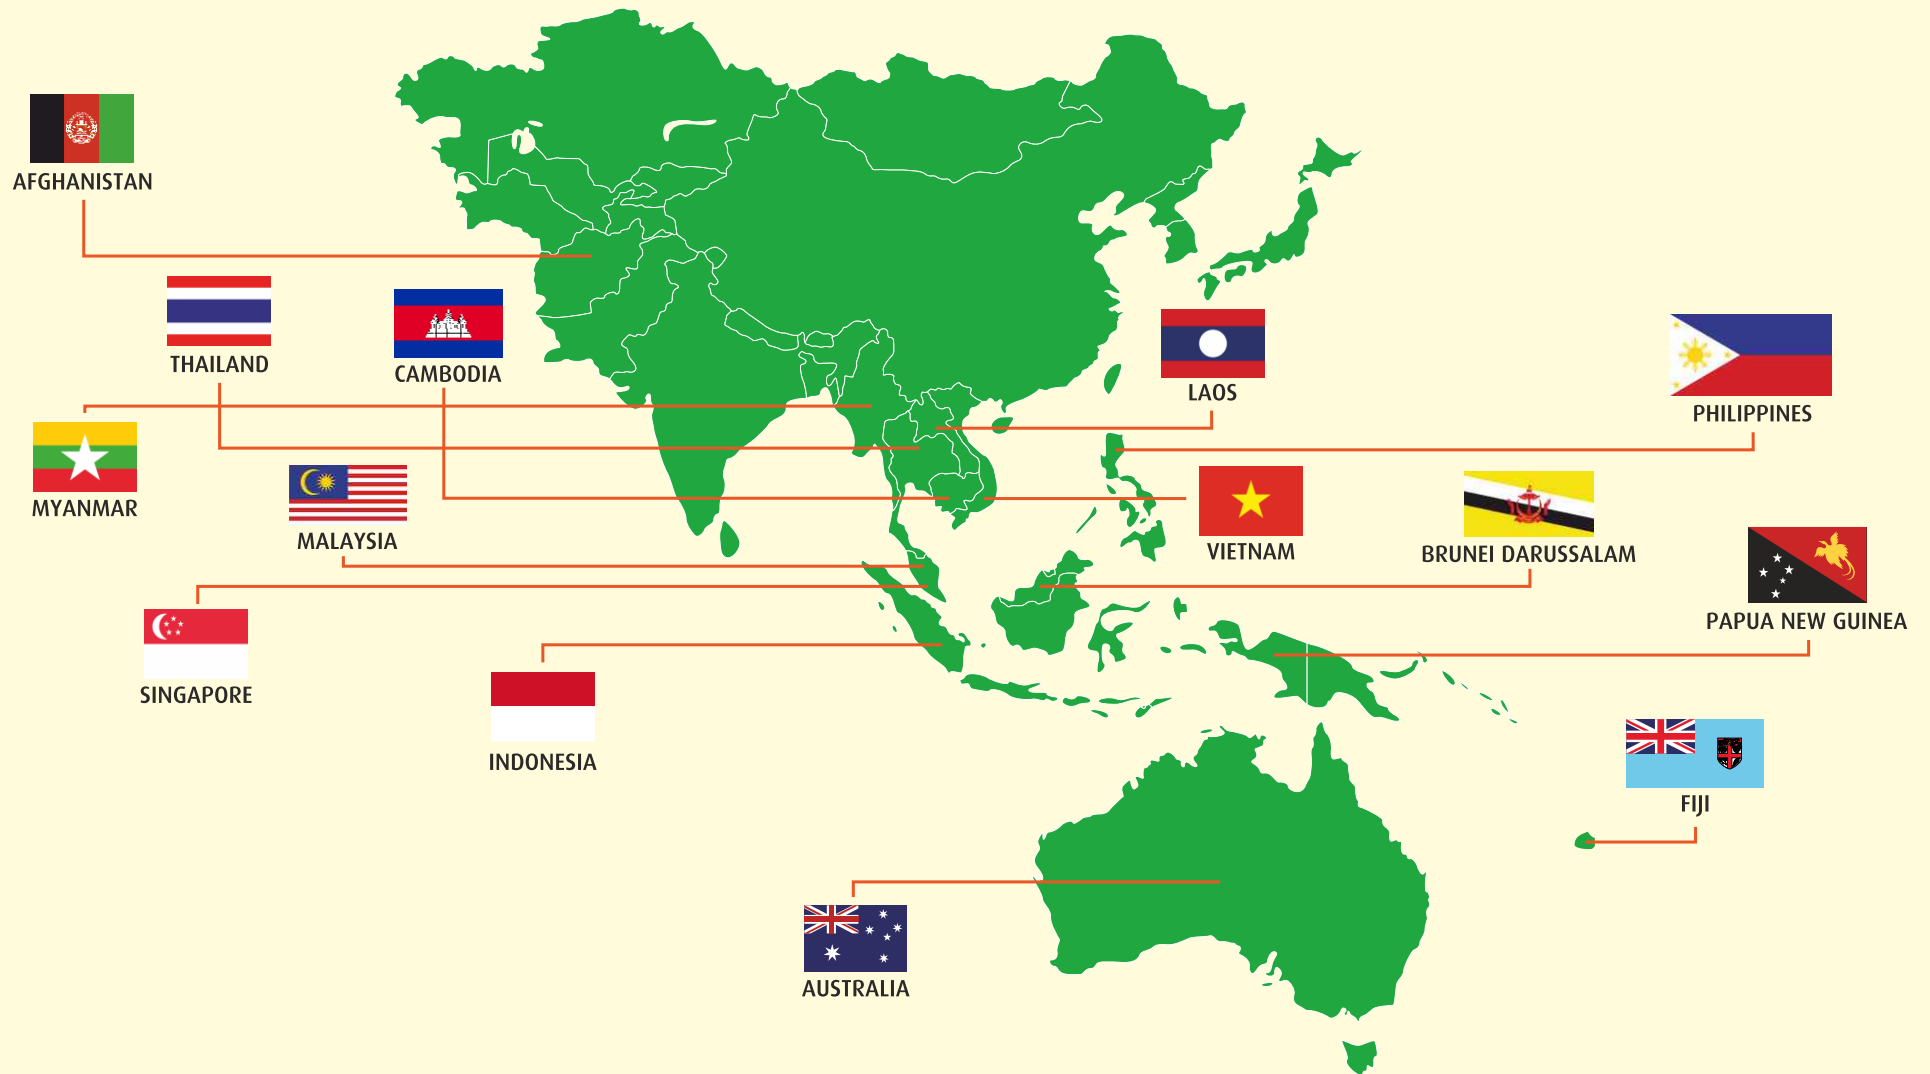 AFGHANISTAN
THAILAND
CAMBODIA
LAOS
PHILIPPINES
MYANMAR
MALAYSIA
VIETNAM
BRUNEI DARUSSALAM
PAPUA NEW GUINEA
SINGAPORE
INDONESIA
FIJI
AUSTRALIA